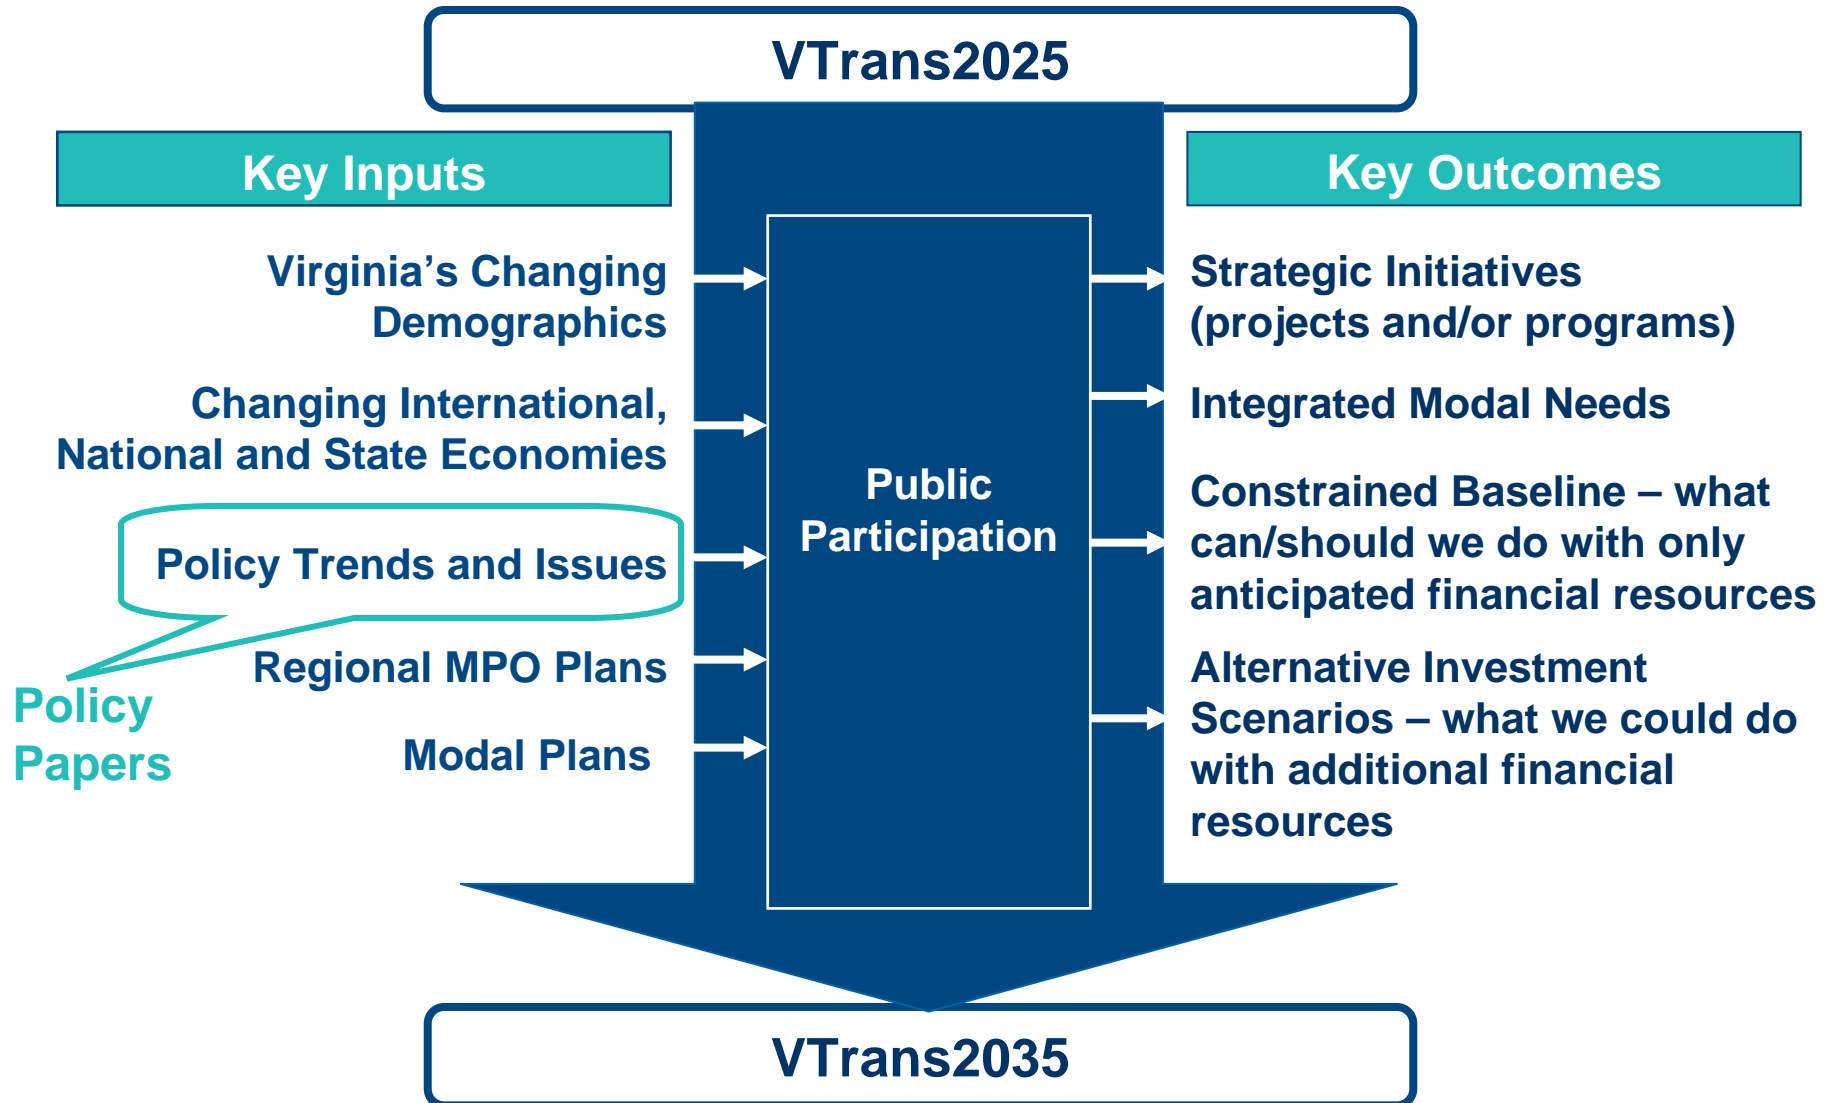 VTrans2025
Key Inputs
Virginia’s Changing
Demographics
Changing International,
National and State Economies
Policy Trends and Issues
Policy
Papers
Regional MPO Plans
Modal Plans
Public
Participation
Key Outcomes
Strategic Initiatives
(projects and/or programs)
Integrated Modal Needs
Constrained Baseline – what
can/should we do with only
anticipated financial resources
Alternative Investment
Scenarios – what we could do
with additional financial
resources
VTrans2035